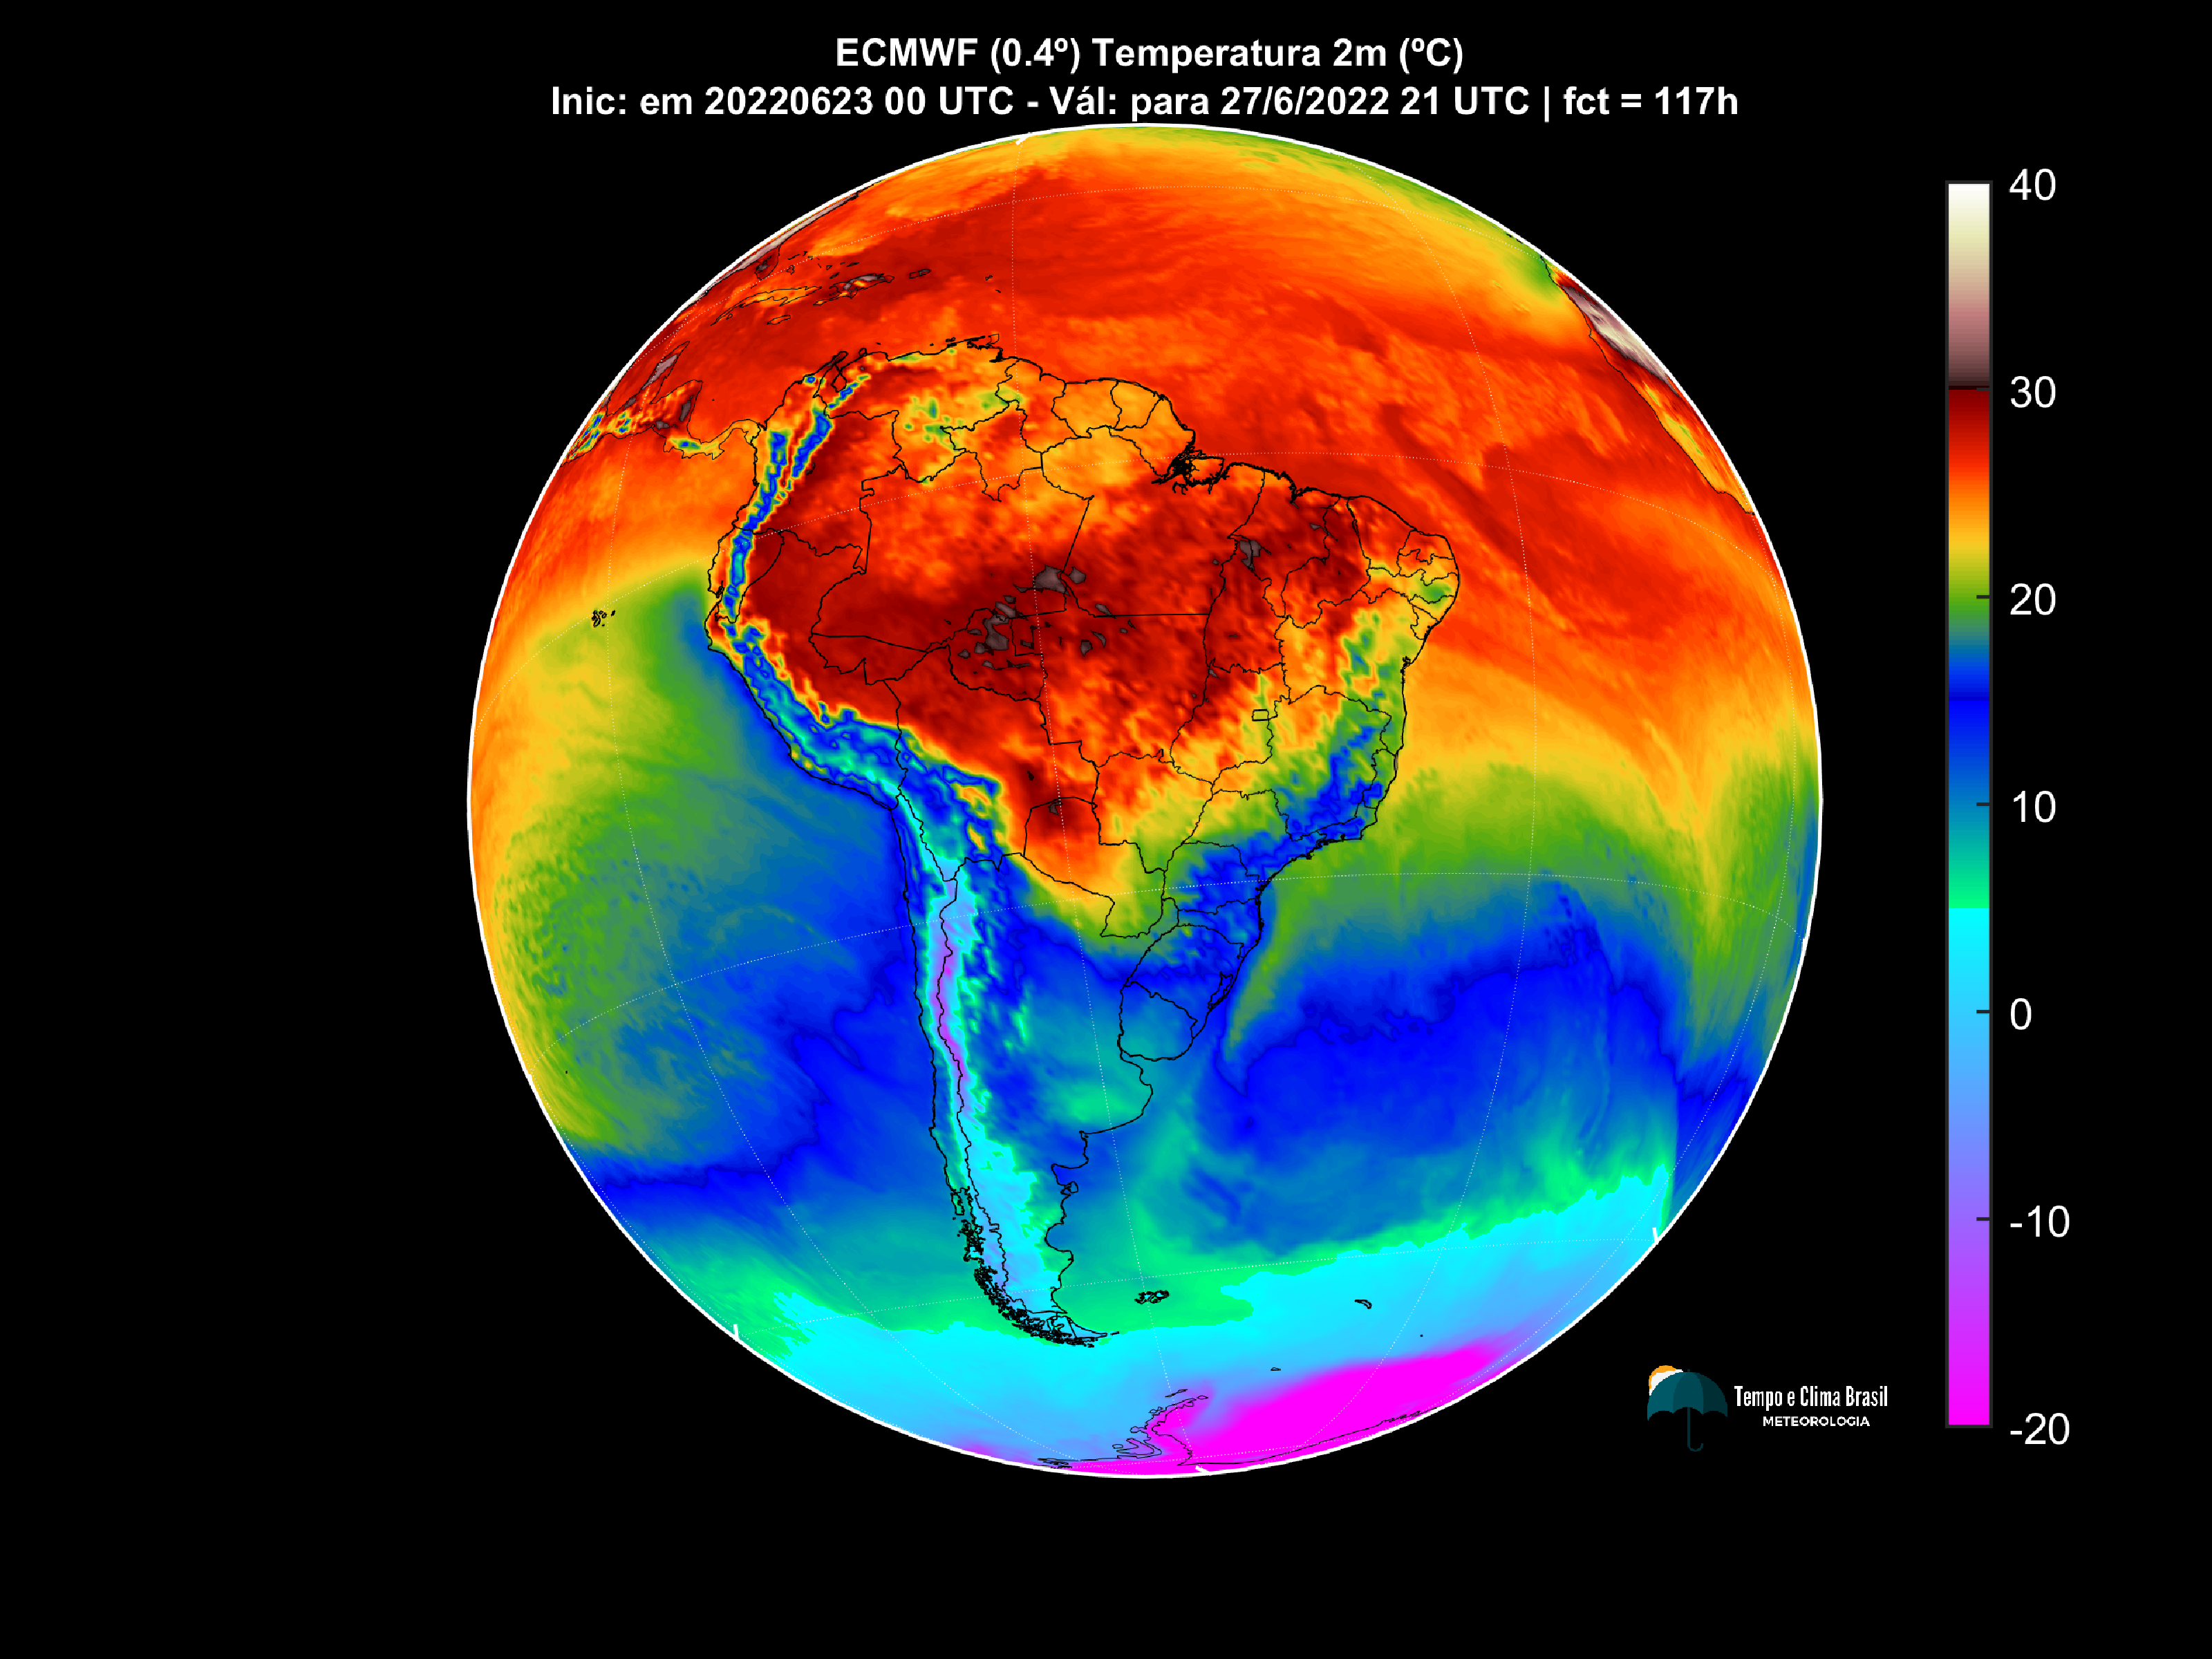 ECMWF (0.4º) Temperatura 2m (ºC)
Inic: em 20220623 00 UTC - Vál: para 27/6/2022 21 UTC | fct = 117h
40
30
20
10
0
-10
-20
Tempo e Clima Brasil
METEOROLOGIA